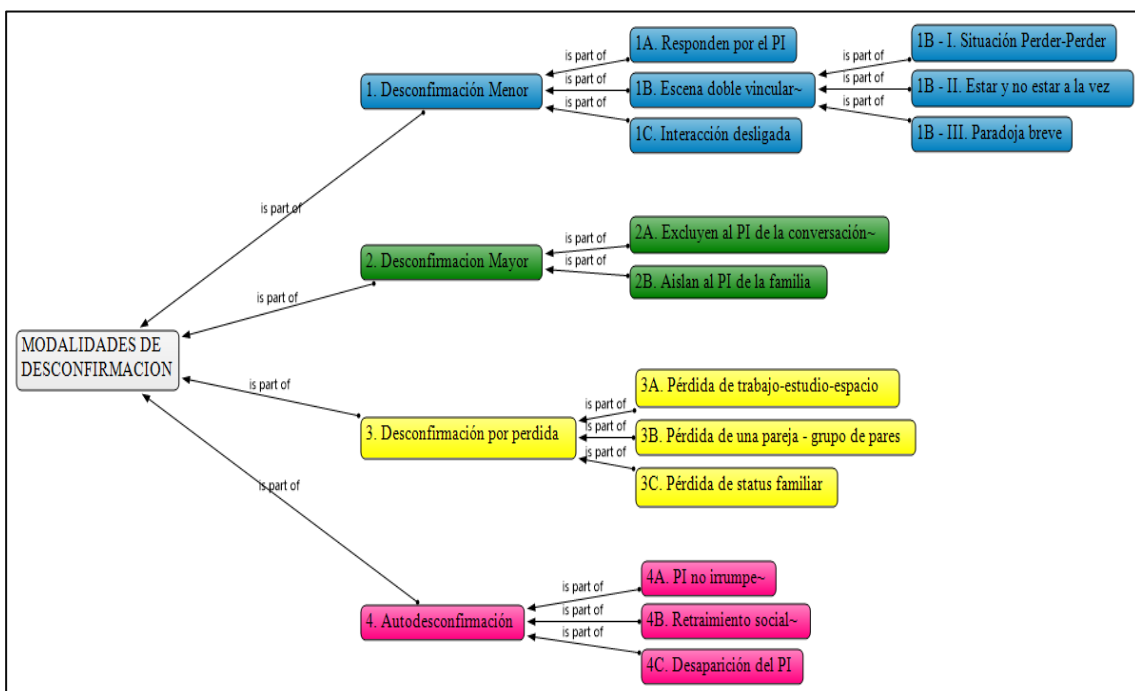 1A. Responden por el PI
1B - I. Situación Perder-Perder
is part of
is part of
1. Desconfirmación Menor
is part of
1B. Escena doble vincular~
is part of
1B - II. Estar y no estar a la vez
is part of
is part of
1C. Interacción desligada
1B - III. Paradoja breve
is part of
2A. Excluyen al PI de la conversación~
is part of
2. Desconfirmacion Mayor
is part of
2B. Aislan al PI de la familia
is part of
MODALIDADES DE
DESCONFIRMACION
is part of
3A. Pérdida de trabajo-estudio-espacio
is part of
3. Desconfirmación por perdida
is part of
3B. Pérdida de una pareja - grupo de pares
is part of
3C. Pérdida de status familiar
is part of
4A. PI no irrumpe~
is part of
4. Autodesconfirmación
is part of
4B. Retraimiento social~
is part of
4C. Desaparición del PI